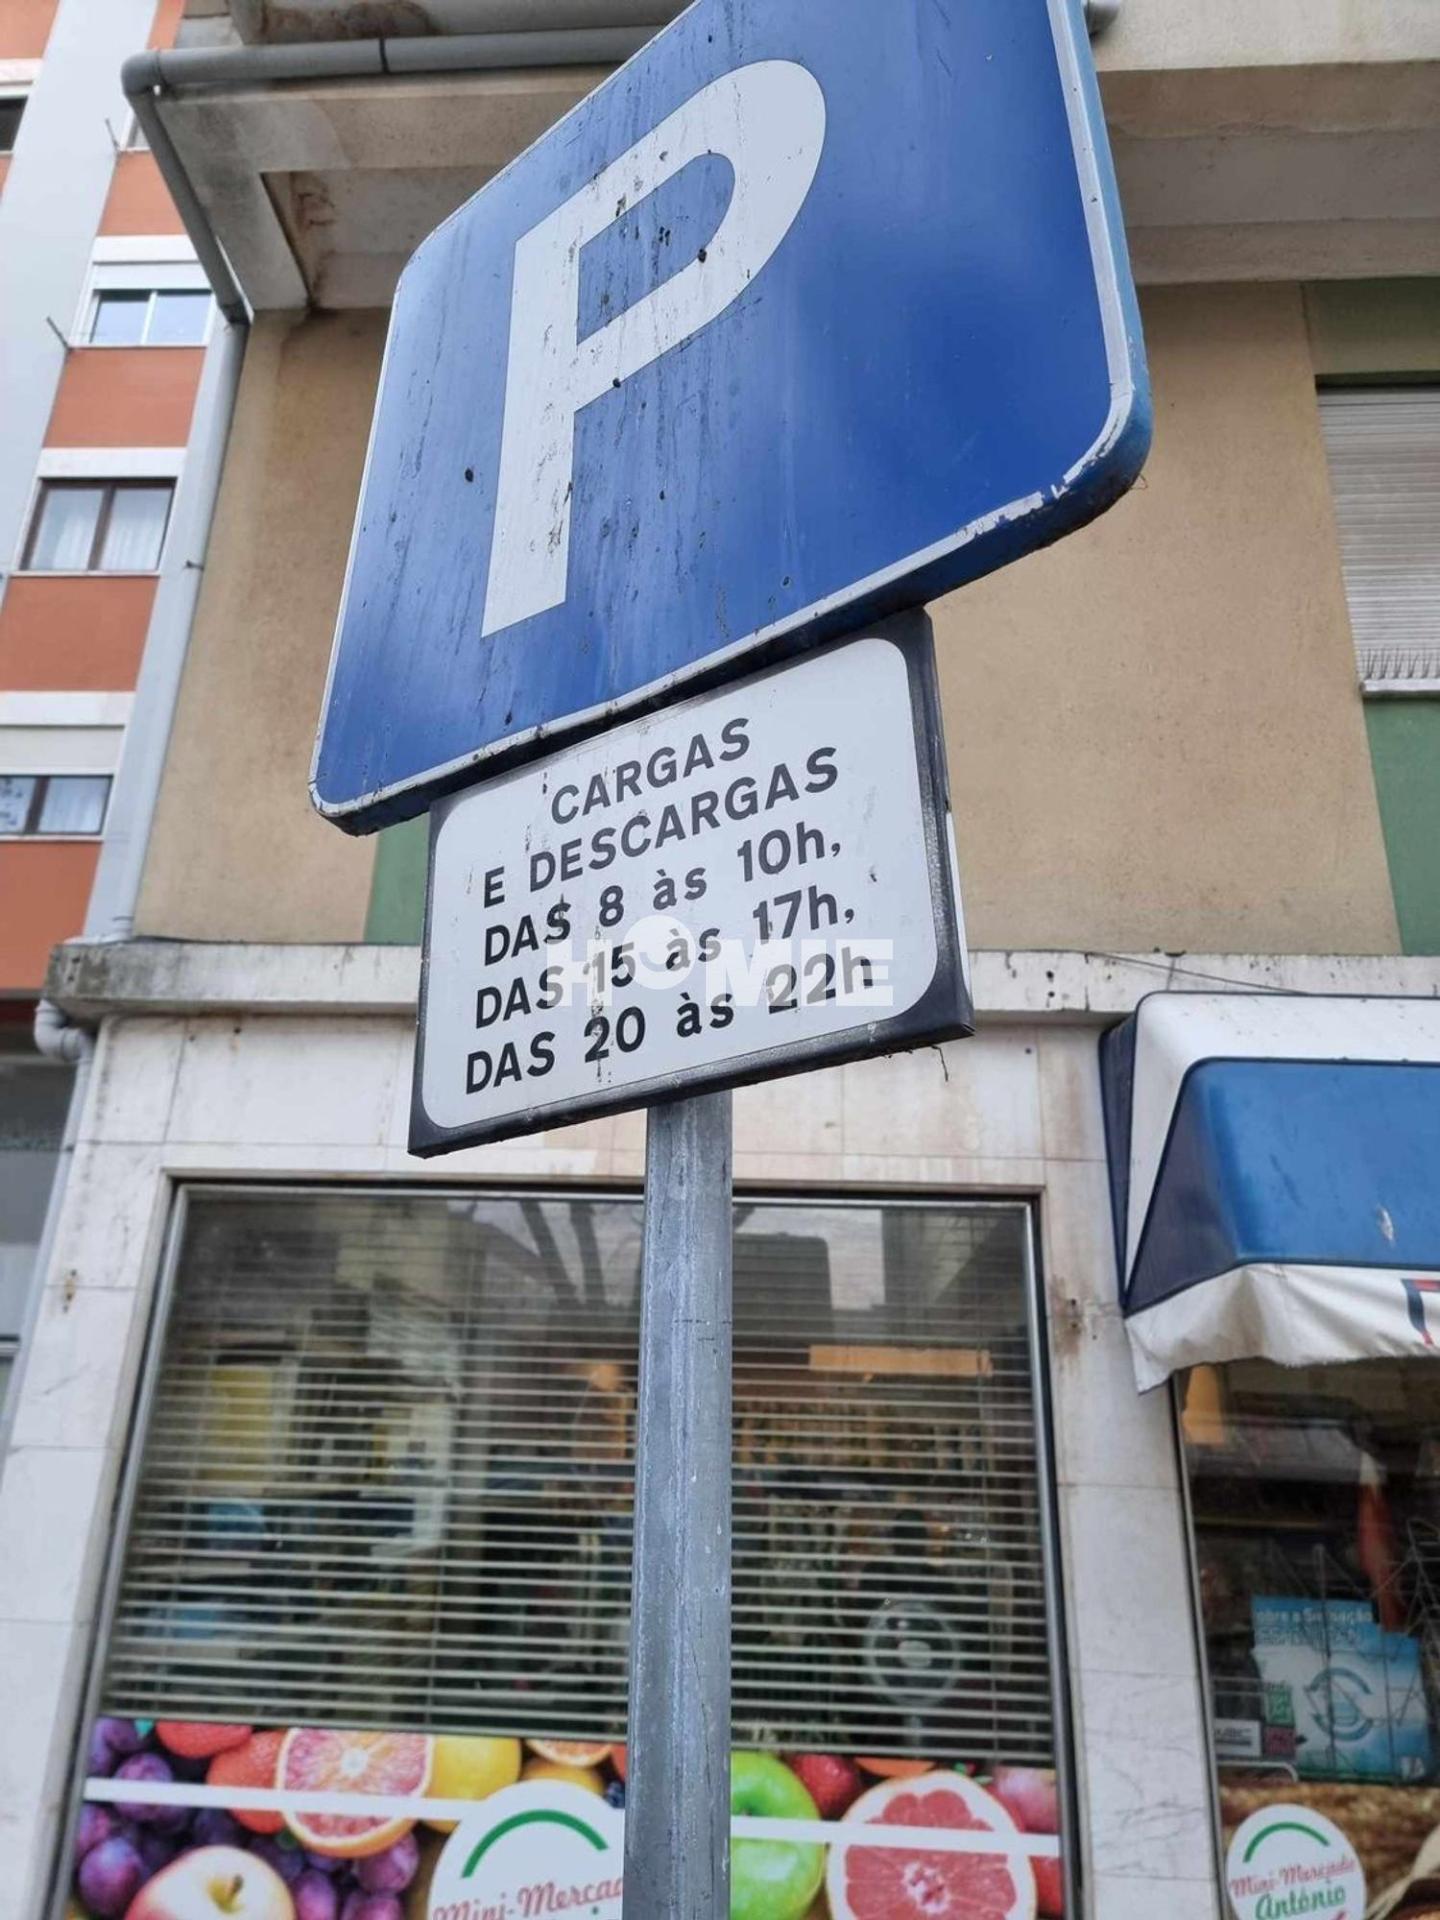 P
CARGAS
E DESCARGAS
DAS 8 às 10h,
DAS 15 às 17h,
DAS 20 às 22h
HOMIE
Mini-Mercado
António